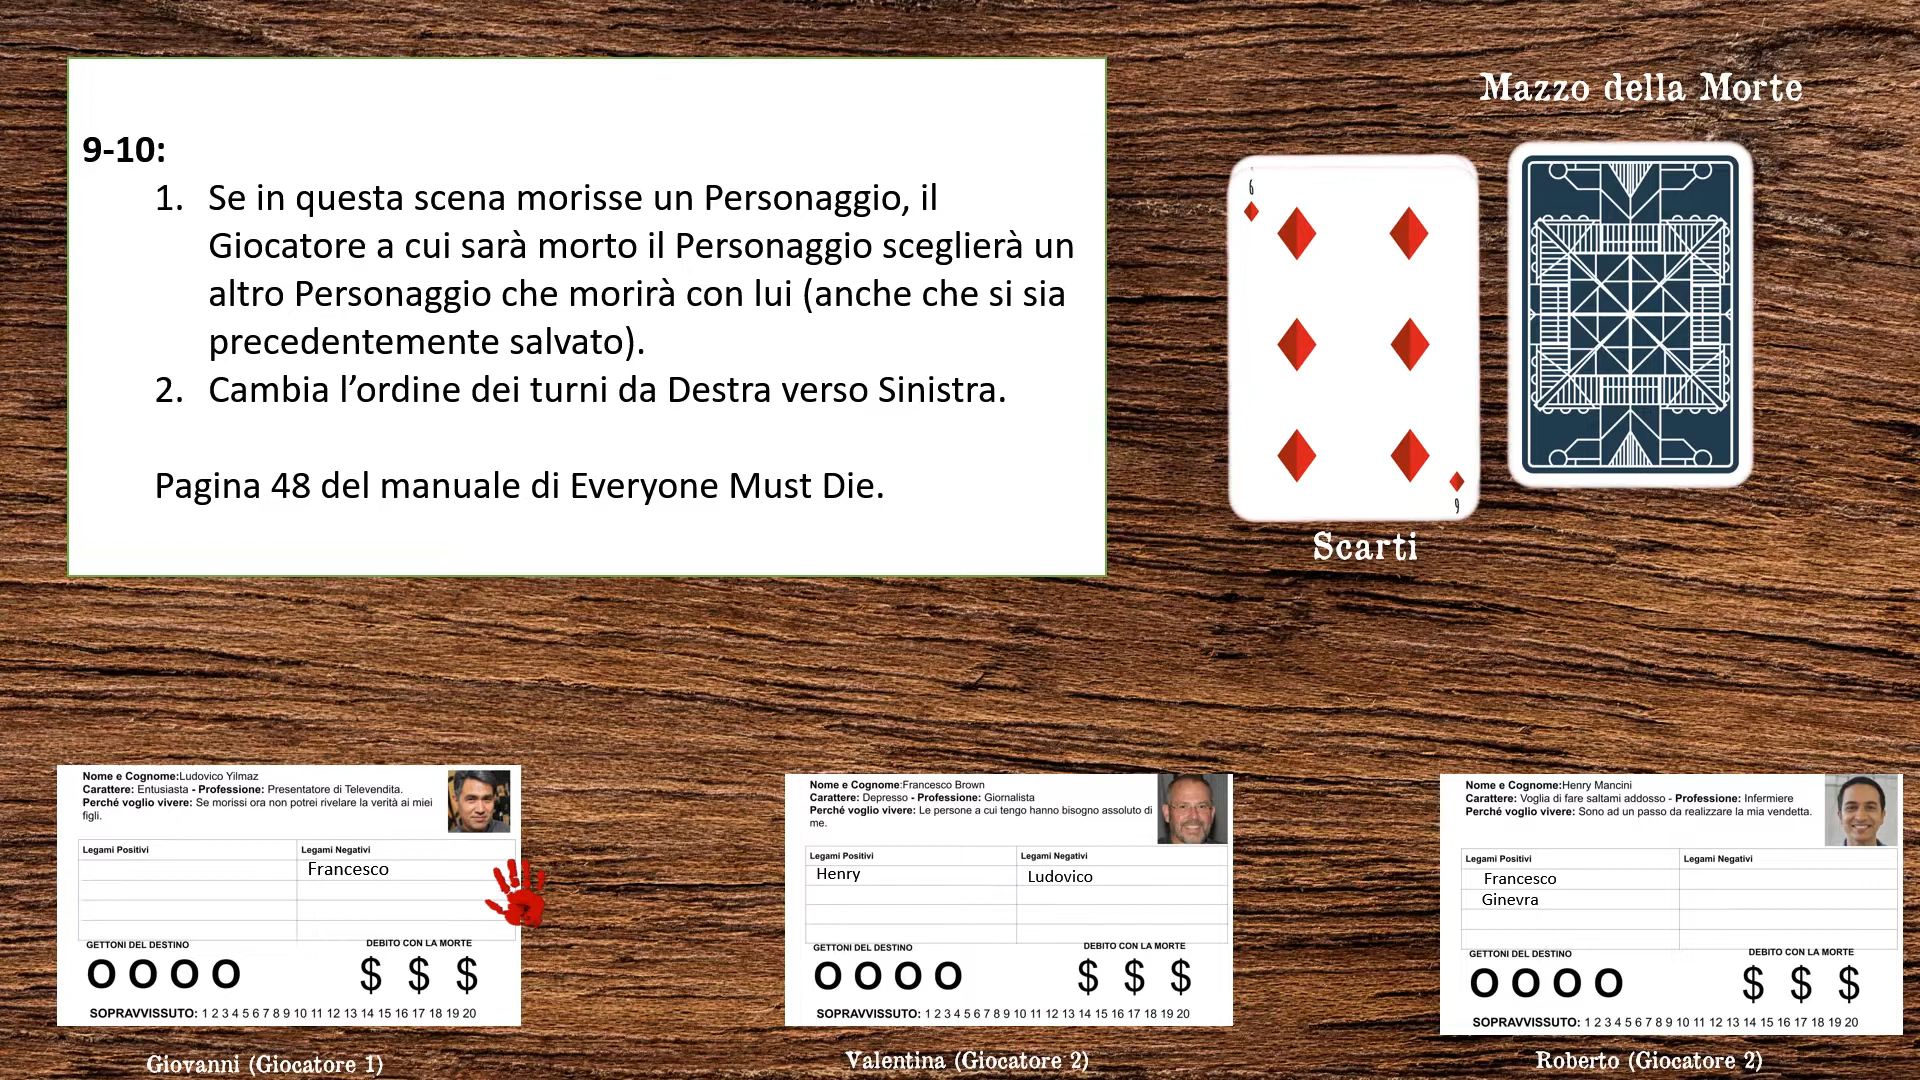 Mazzo della Morte
9-10:
1. Se in questa scena morisse un Personaggio, il
Giocatore a cui sarà morto il Personaggio sceglierà un
altro Personaggio che morirà con lui (anche che si sia
precedentemente salvato).
2. Cambia l’ordine dei turni da Destra verso Sinistra.
Pagina 48 del manuale di Everyone Must Die.
6
6
Scarti
Nome e Cognome:Ludovico Yilmaz
Carattere: Entusiasta - Professione: Presentatore di Televendita.
Perché voglio vivere: Se morissi ora non potrei rivelare la verità ai miei
figli.
Legami Positivi Legami Negativi
Francesco
GETTONI DEL DESTINO DEBITO CON LA MORTE
O O O O $ $ $
SOPRAVVISSUTO: 1 2 3 4 5 6 7 8 9 10 11 12 13 14 15 16 17 18 19 20
Giovanni (Giocatore 1)
Nome e Cognome:Francesco Brown
Carattere: Depresso - Professione: Giornalista
Perché voglio vivere: Le persone a cui tengo hanno bisogno assoluto di
me.
Legami Positivi Legami Negativi
Henry Ludovico
GETTONI DEL DESTINO DEBITO CON LA MORTE
O O O O $ $ $
SOPRAVVISSUTO: 1 2 3 4 5 6 7 8 9 10 11 12 13 14 15 16 17 18 19 20
Valentina (Giocatore 2)
Nome e Cognome:Henry Mancini
Carattere: Voglia di fare saltami addosso - Professione: Infermiere
Perché voglio vivere: Sono ad un passo da realizzare la mia vendetta.
Legami Positivi Legami Negativi
Francesco
Ginevra
GETTONI DEL DESTINO DEBITO CON LA MORTE
O O O O $ $ $
SOPRAVVISSUTO: 1 2 3 4 5 6 7 8 9 10 11 12 13 14 15 16 17 18 19 20
Roberto (Giocatore 2)